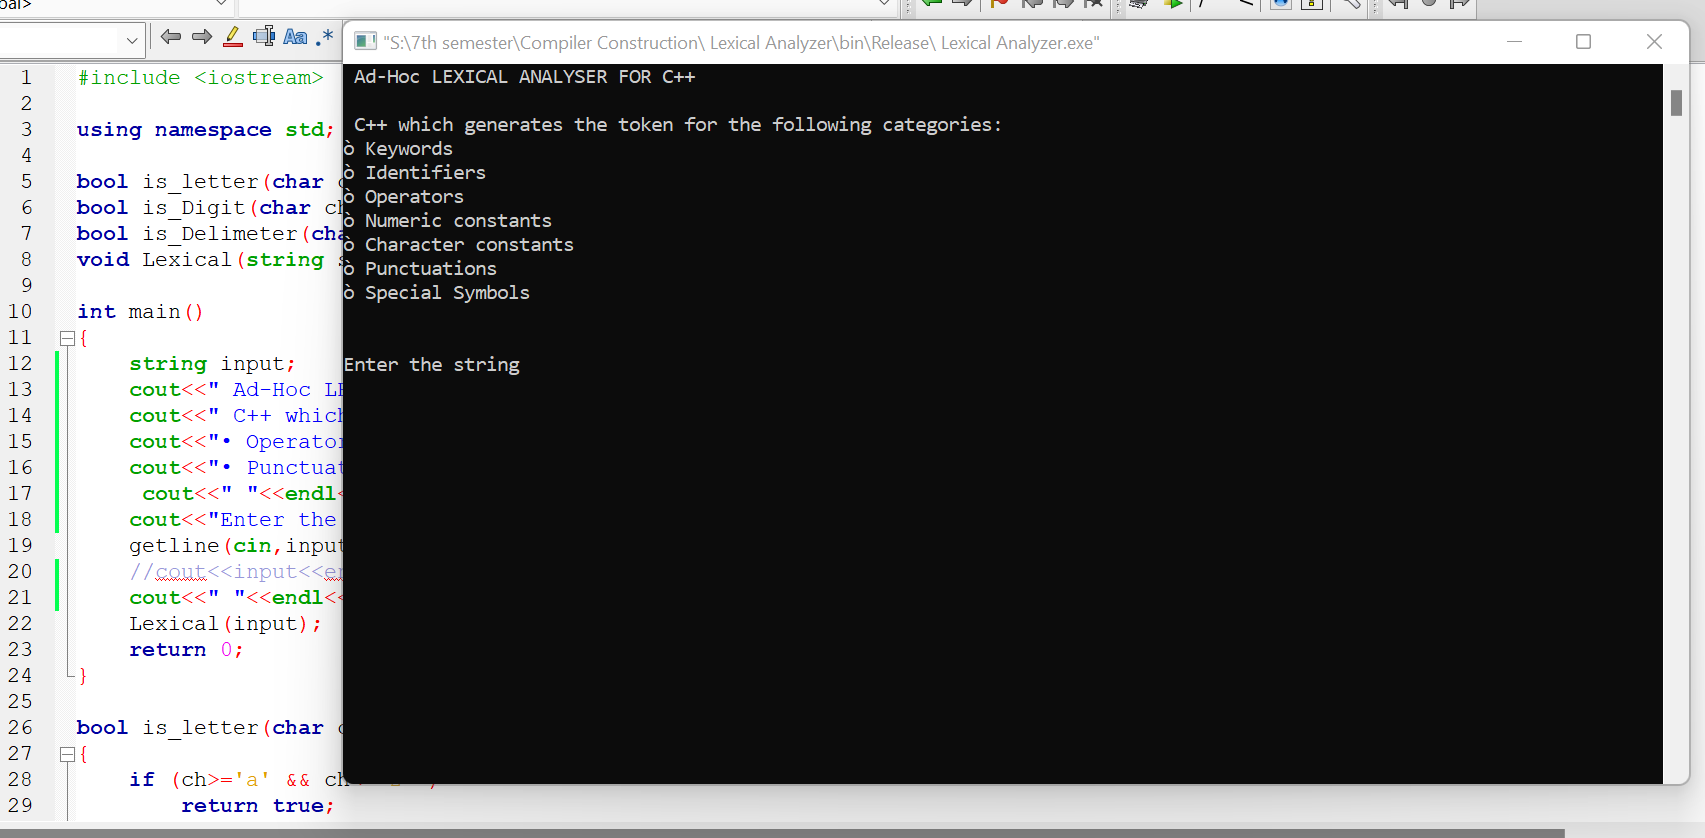 bal>
"S:\7th semester\Compiler Construction\ Lexical Analyzer\bin\Release\ Lexical Analyzer.exe"
Aa .*
1 #include <iostream>
2
3 using namespace std;
4
5 bool is_letter(char
6 bool is_Digit(char ch
7 bool is_Delimeter(cha
8 void Lexical(string s
9
10 int main()
11 {
12 string input;
13 cout<<" Ad-Hoc LE
14 cout<<" C++ which
15 cout<<"• Operator
16 cout<<"• Punctuat
17 cout<<" "<<endl<
18 cout<<"Enter the
19 getline(cin,input
20 //cout<<input<<en
21 cout<<" "<<endl<<
22 Lexical(input);
23 return 0;
24 }
25
26 bool is_letter(char
27 {
28 if (ch>='a' && ch
29 return true;
Ad-Hoc LEXICAL ANALYSER FOR C++
C++ which generates the token for the following categories:
ò Keywords
ò Identifiers
ò Operators
ò Numeric constants
ò Character constants
ò Punctuations
ò Special Symbols
Enter the string